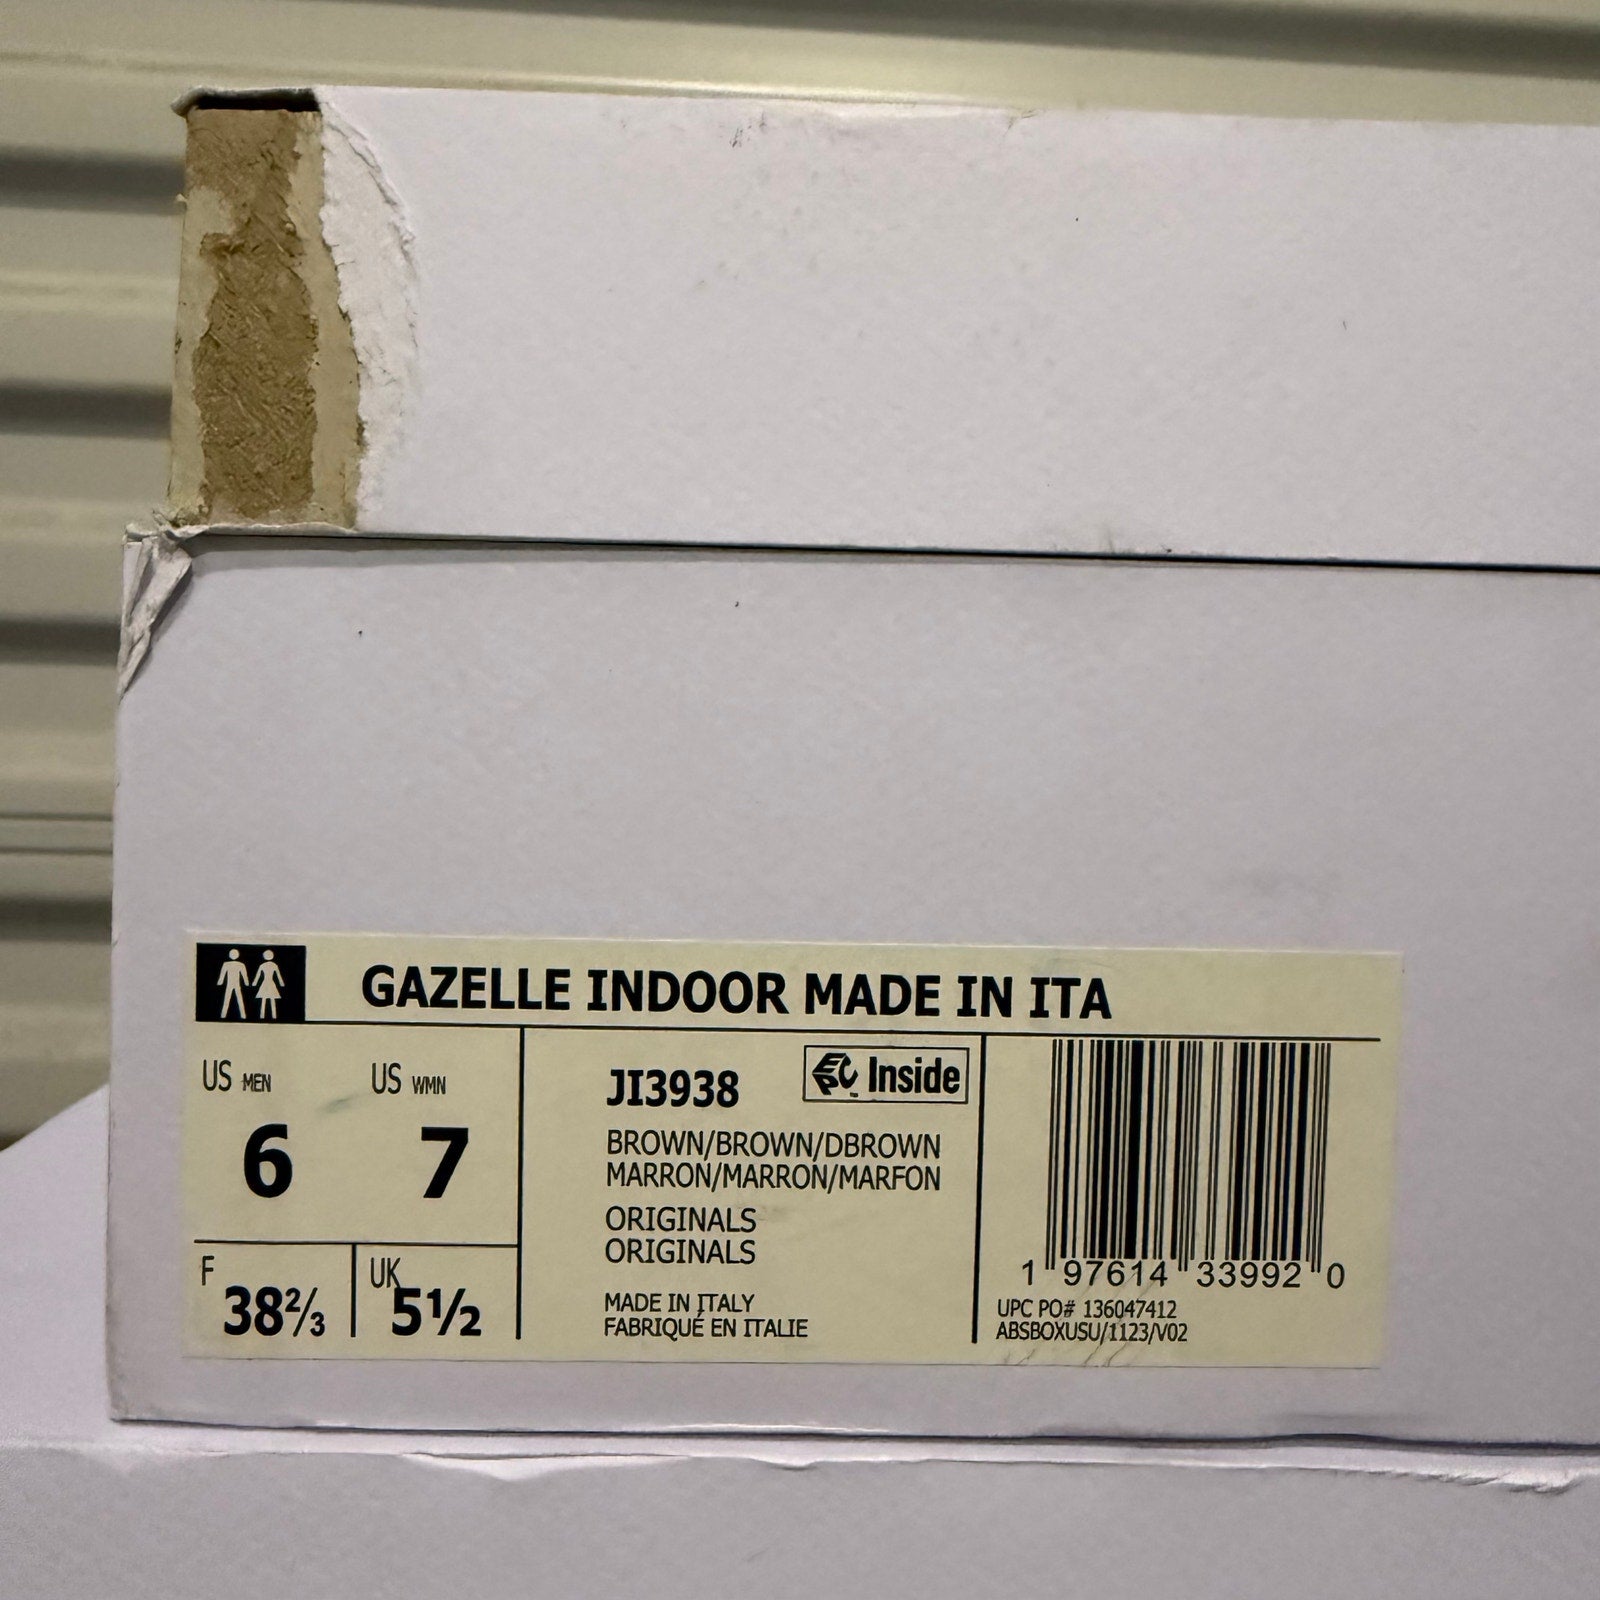 GAZELLE INDOOR MADE IN ITA
US MEN
6
US WMN
7
F
38⅔
UK
5½
JI3938
EPC Inside
BROWN/BROWN/DBROWN
MARRON/MARRON/MARFON
ORIGINALS
ORIGINALS
MADE IN ITALY
FABRIQUÉ EN ITALIE
1 97614 33992 0
UPC PO# 136047412
ABSBOXUSU/1123/V02